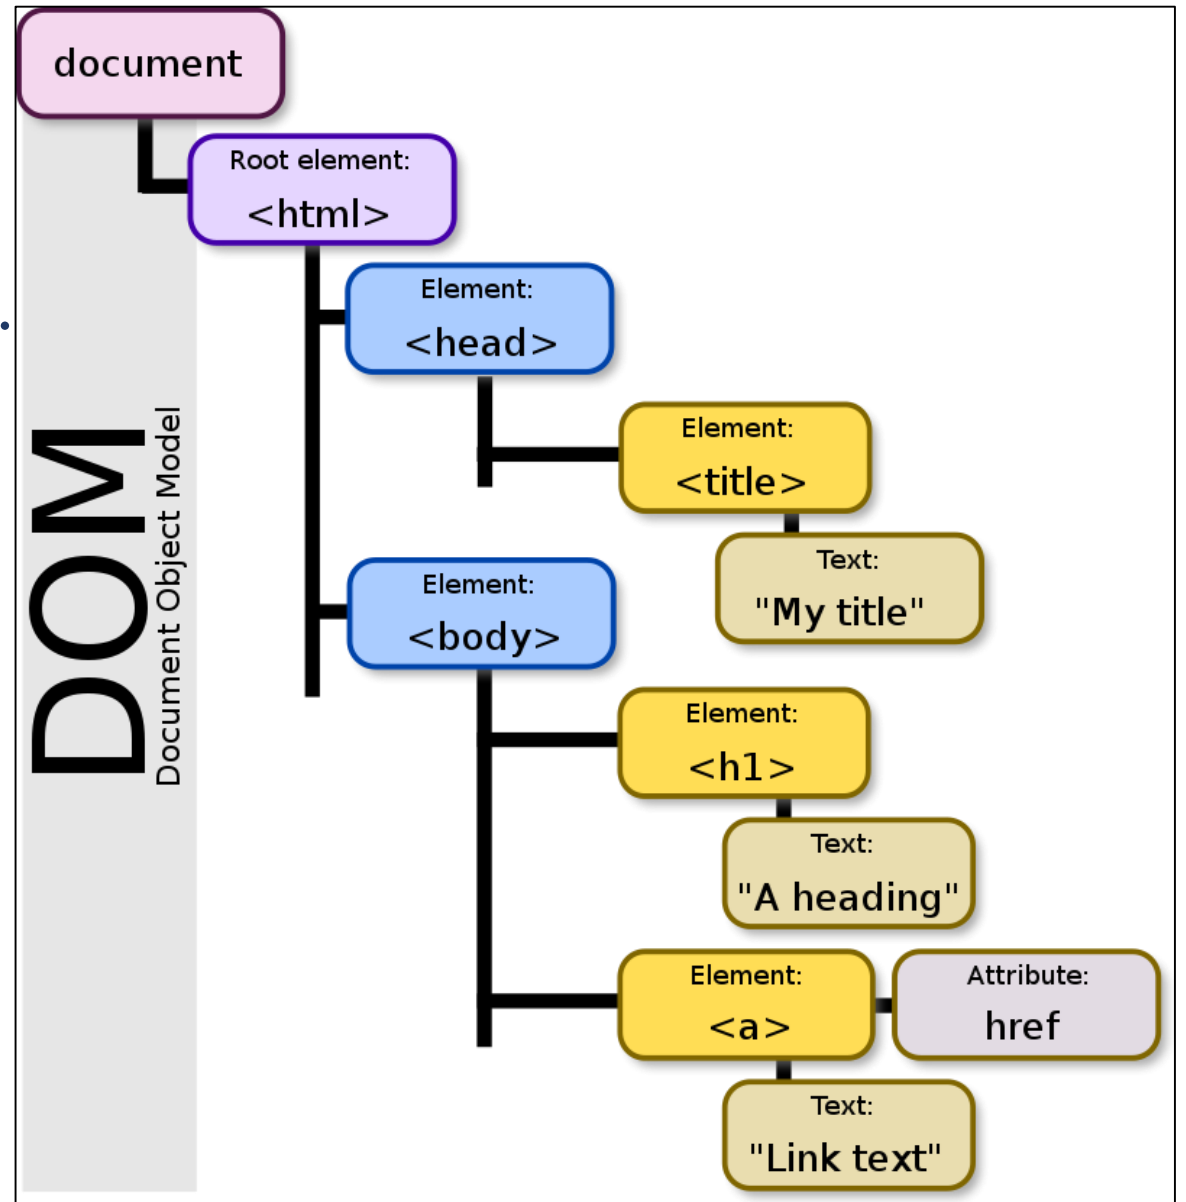 document
Root element:
<html>
Element:
<head>
Element:
<title>
Text:
"My title"
Element:
<body>
Element:
<h1>
Text:
"A heading"
Element:
<a>
Attribute:
href
Text:
"Link text"
DOM
Document Object Model